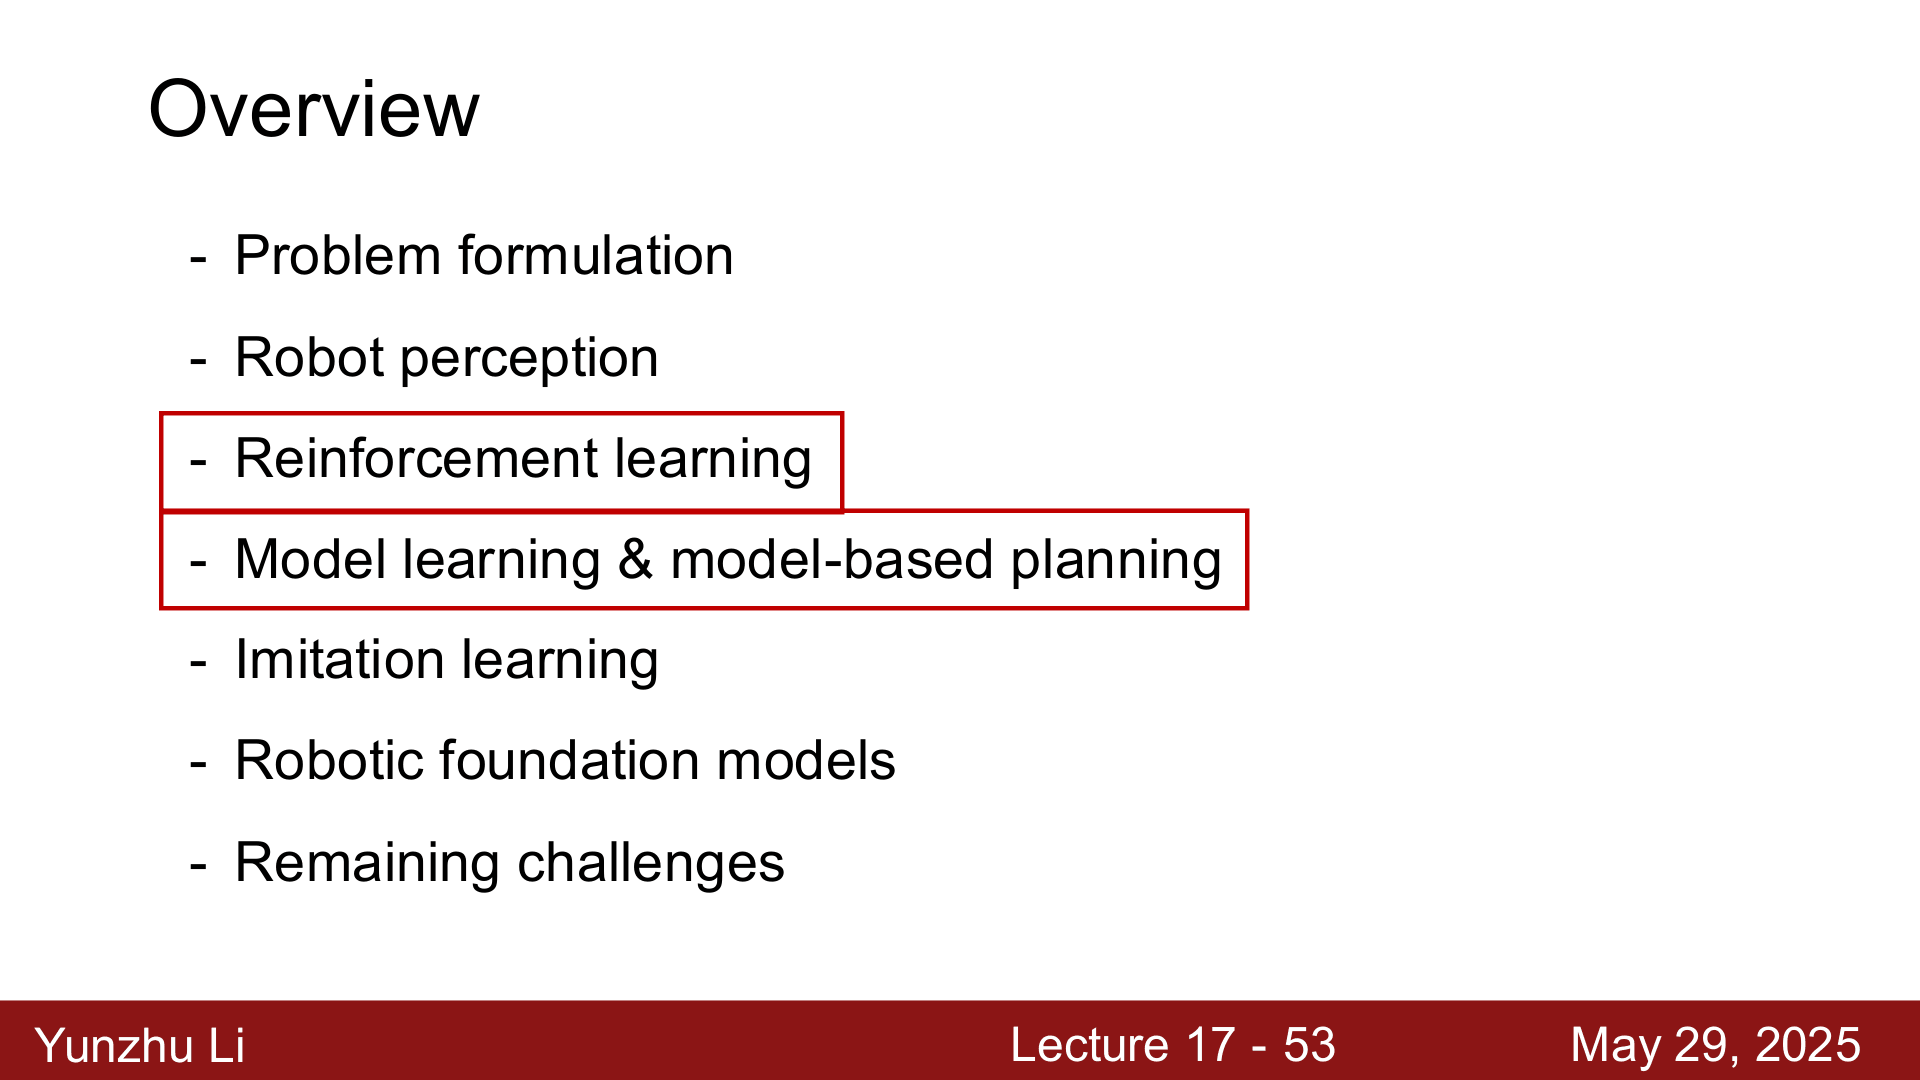 Overview
- Problem formulation
- Robot perception
- Reinforcement learning
- Model learning & model-based planning
- Imitation learning
- Robotic foundation models
- Remaining challenges
Yunzhu Li
Lecture 17 - 53
May 29, 2025